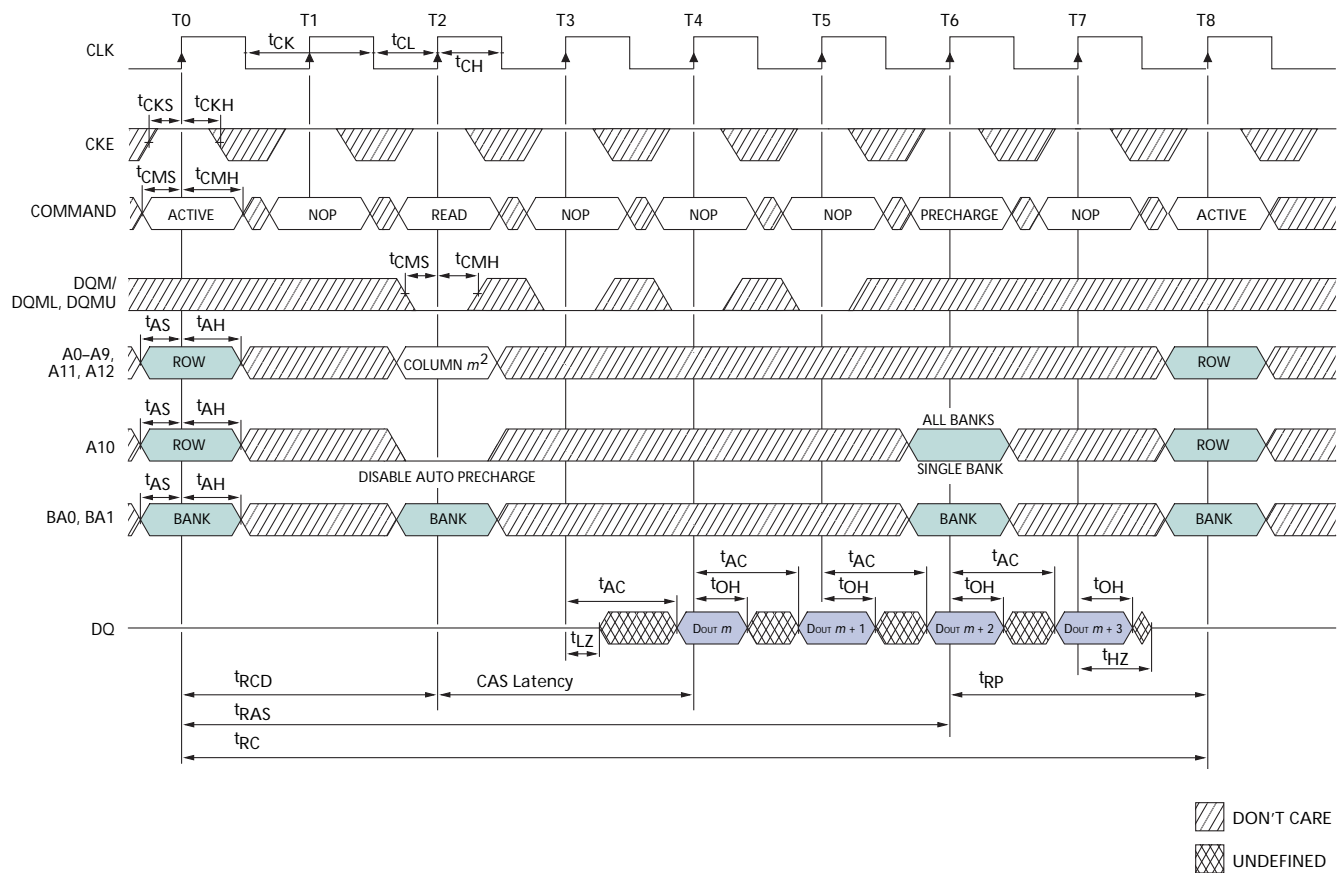 T0 T1 T2 T3 T4 T5 T6 T7 T8
CLK
tCK tCL
tCH
tCKS tCKH
CKE
tCMS tCMH
COMMAND ACTIVE NOP READ NOP NOP NOP PRECHARGE NOP ACTIVE
tCMS tCMH
DQM/
DQML, DQMU
tAS tAH
A0–A9,
A11, A12
ROW COLUMN m2 ROW
tAS tAH
ALL BANKS
A10 ROW ROW
DISABLE AUTO PRECHARGE SINGLE BANK
tAS tAH
BA0, BA1 BANK BANK BANK BANK
tAC tAC tAC
tAC tOH tOH tOH tOH
DQ DOUT m DOUT m + 1 DOUT m + 2 DOUT m + 3
tLZ tHZ
tRCD CAS Latency tRP
tRAS
tRC
DON'T CARE
UNDEFINED